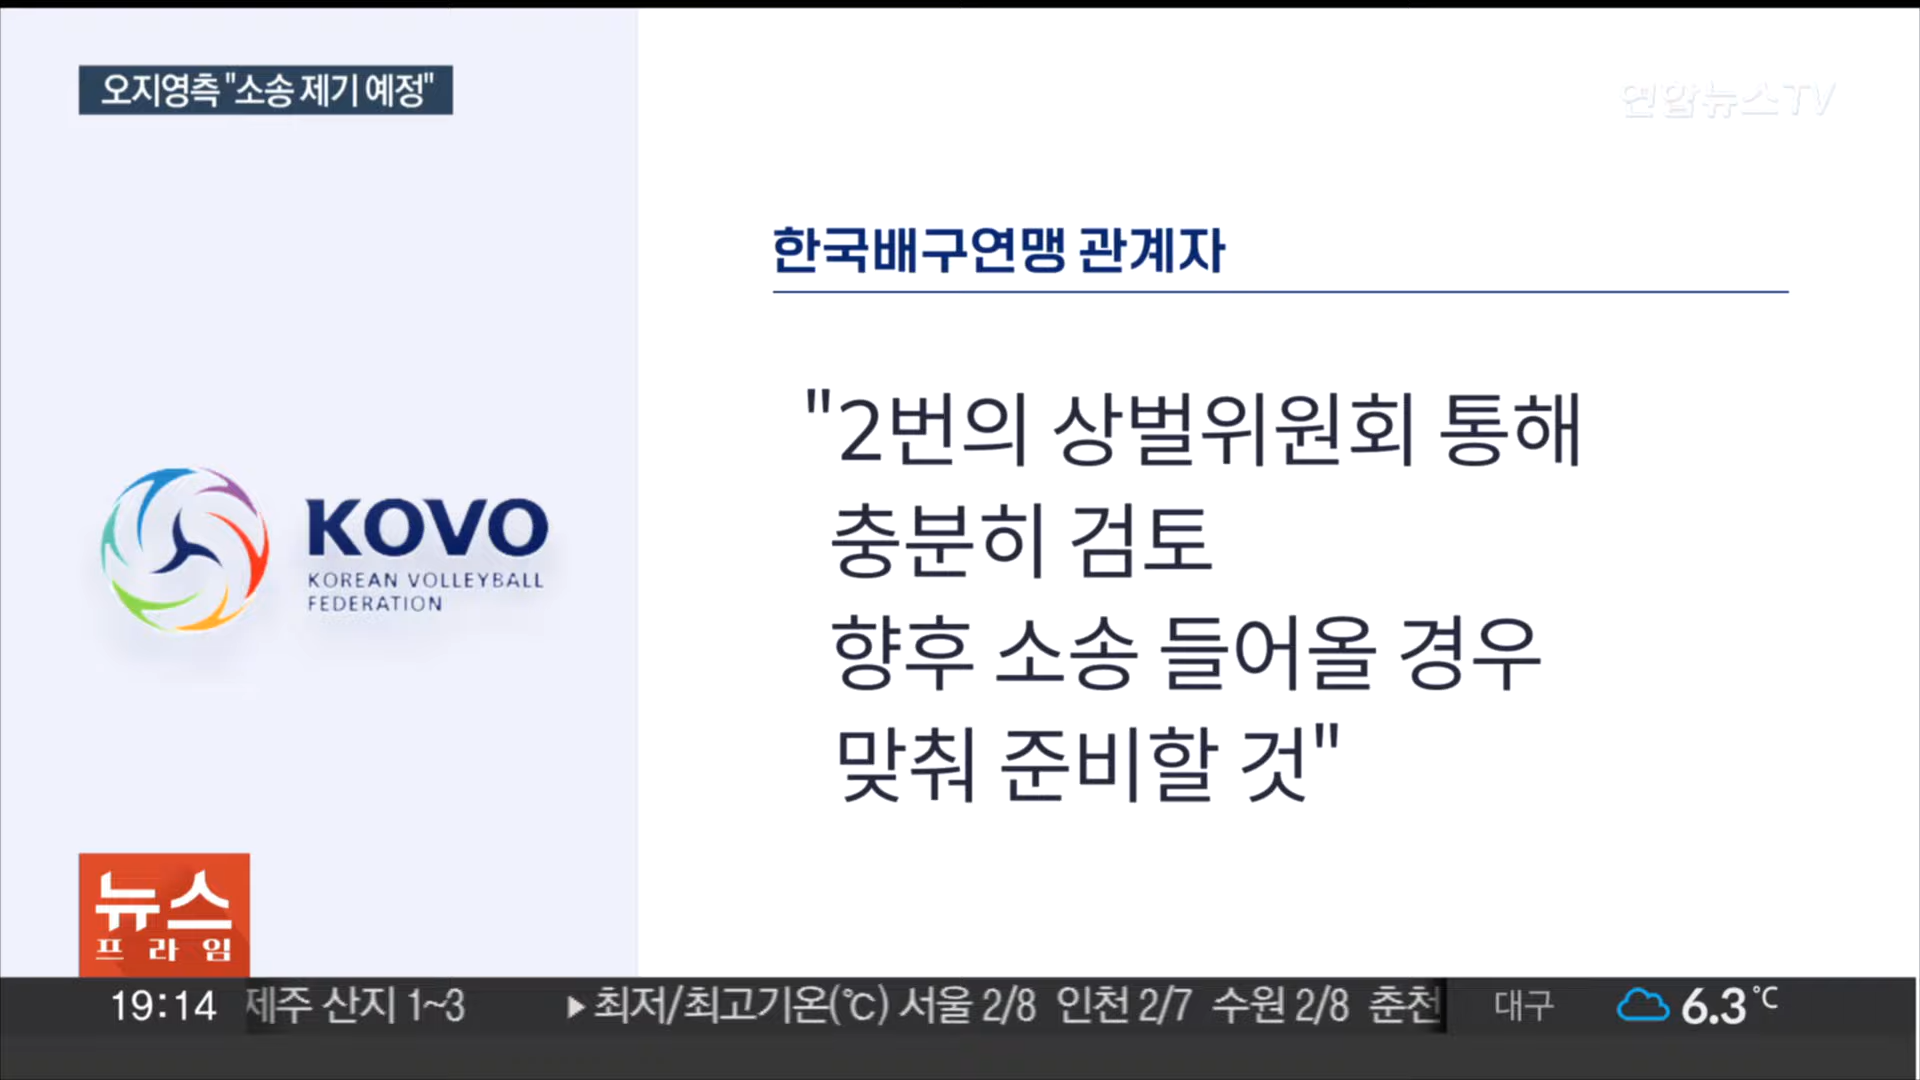 오지영측 "소송 제기 예정"
연합뉴스TV
한국배구연맹 관계자
"2번의 상벌위원회 통해
충분히 검토
향후 소송 들어올 경우
맞춰 준비할 것"
KOVO
KOREAN VOLLEYBALL
FEDERATION
뉴스
프라임
19:14 제주 산지 1~3 ▶최저/최고기온(℃) 서울 2/8 인천 2/7 수원 2/8 춘천 대구 6.3℃